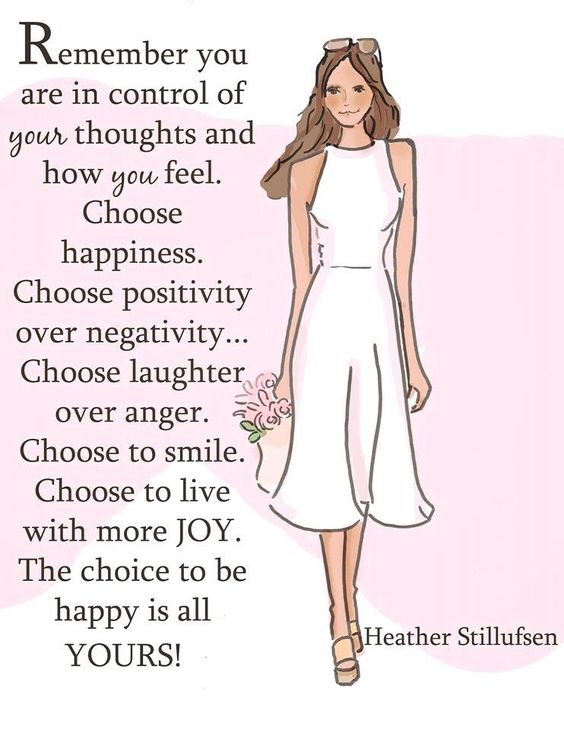 Remember you
are in control of
your thoughts and
how you feel.
Choose
happiness.
Choose positivity
over negativity...
Choose laughter
over anger.
Choose to smile.
Choose to live
with more JOY.
The choice to be
happy is all
YOURS!
Heather Stillufsen